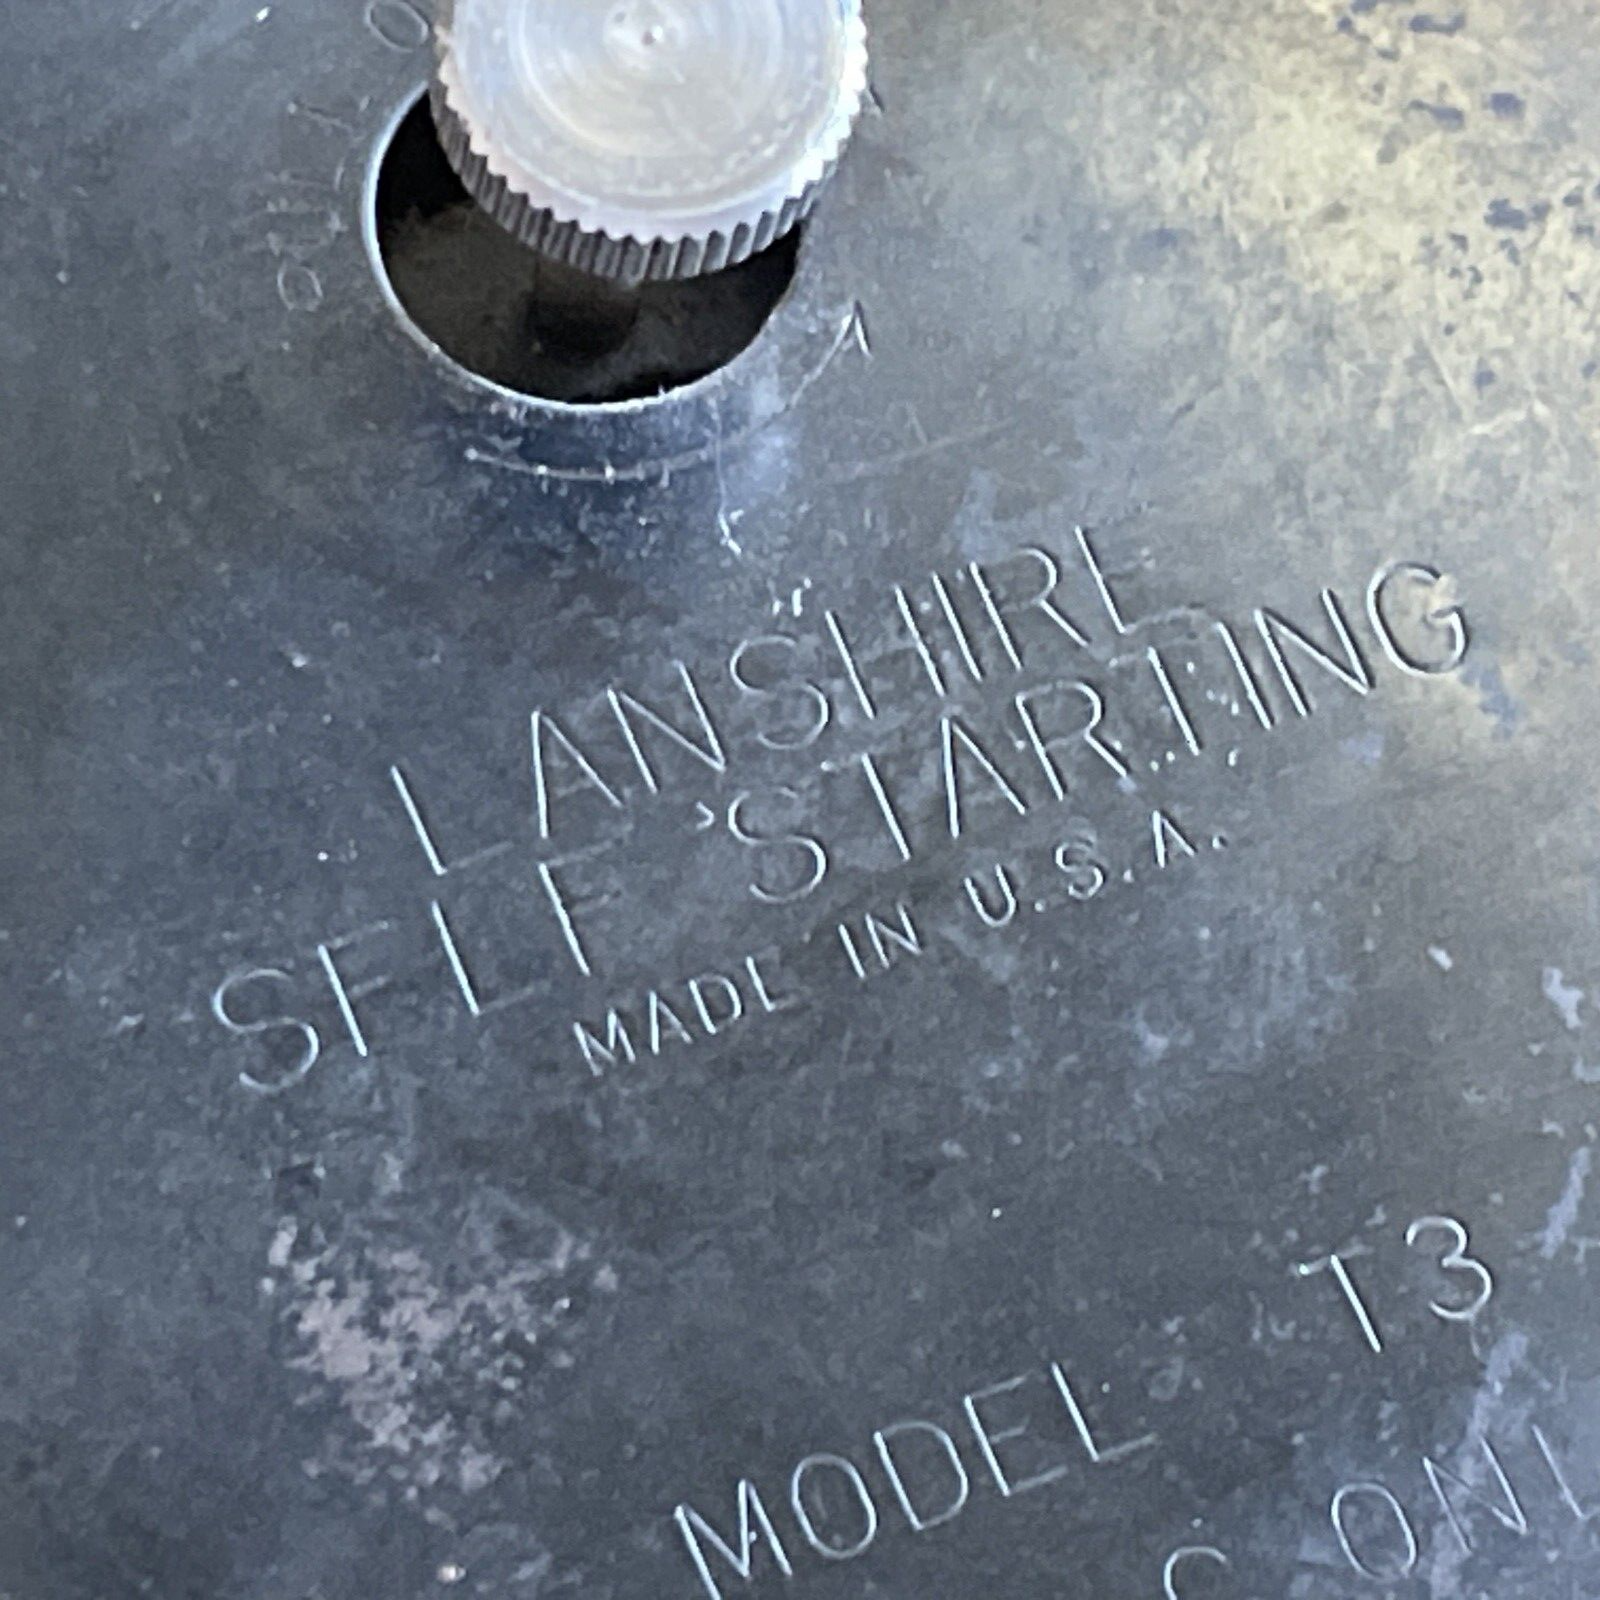 LANSHIRE
SELF STARTING
MADE IN U.S.A.
MODEL T3